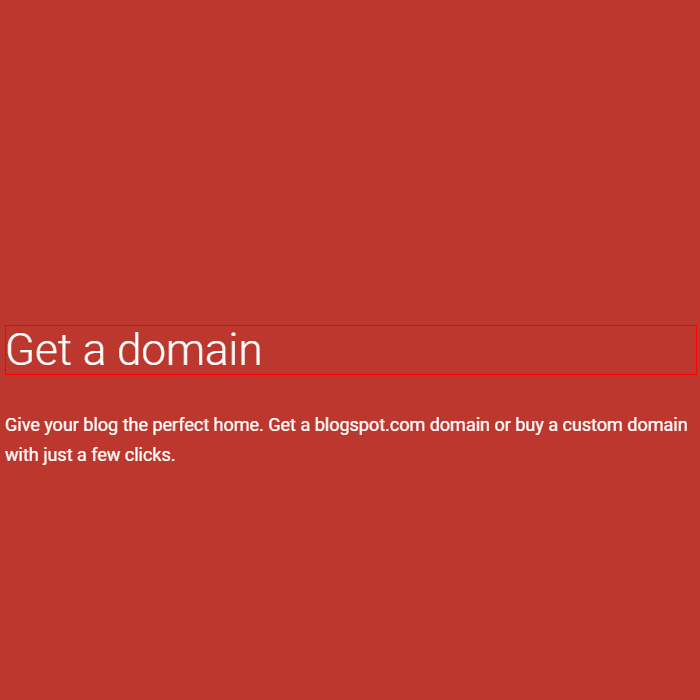 Get a domain
Give your blog the perfect home. Get a blogspot.com domain or buy a custom domain
with just a few clicks.